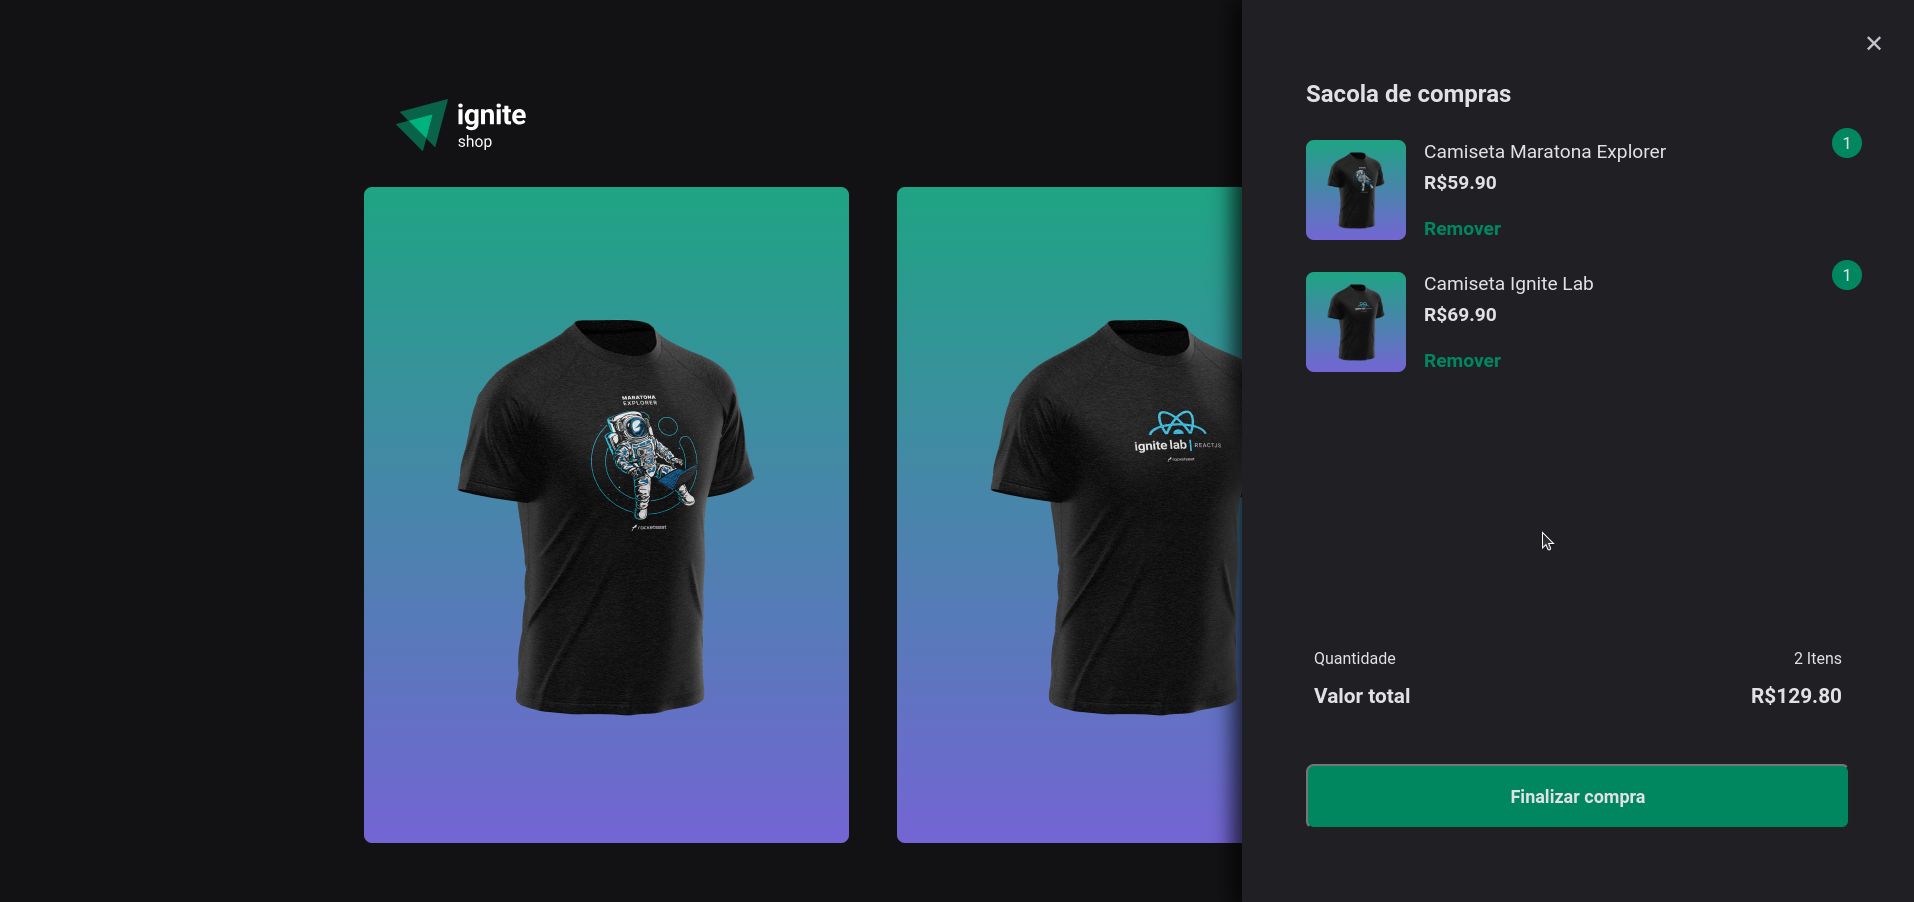 ignite
shop
MARATONA
EXPLORER
rocketseat
ignite lab | REACTJS
rocketseat
Sacola de compras
Camiseta Maratona Explorer
1
R$59.90
Remover
Camiseta Ignite Lab
1
R$69.90
Remover
Quantidade
2 Itens
Valor total
R$129.80
Finalizar compra